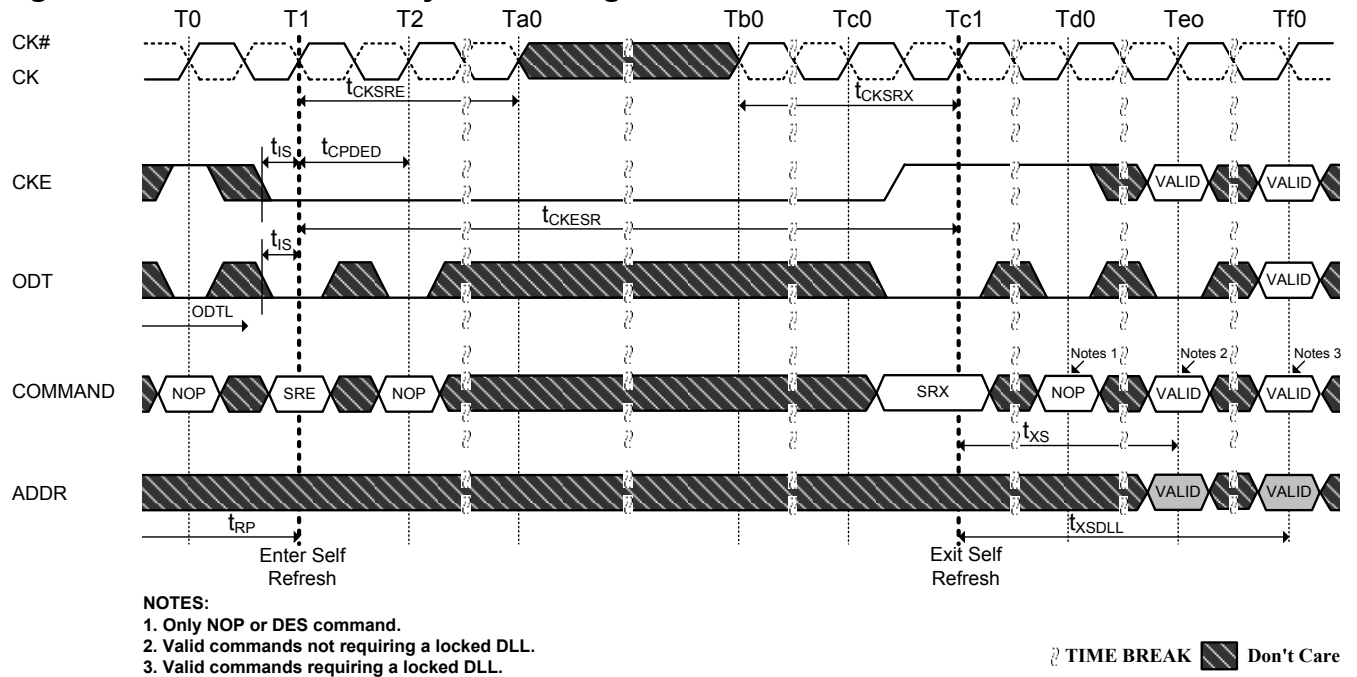 T0 T1 T2 Ta0 Tb0 Tc0 Tc1 Td0 Teo Tf0
CK#
CK
tCKSRE tCKSRX
tIS tCPDED
CKE VALID VALID
tCKESR
tIS
ODT VALID
ODTL
Notes 1 Notes 2 Notes 3
COMMAND NOP SRE NOP SRX NOP VALID VALID
tXS
ADDR VALID VALID
tRP tXSDLL
Enter Self Exit Self
Refresh Refresh
NOTES:
1. Only NOP or DES command.
2. Valid commands not requiring a locked DLL.
3. Valid commands requiring a locked DLL.
TIME BREAK Don't Care